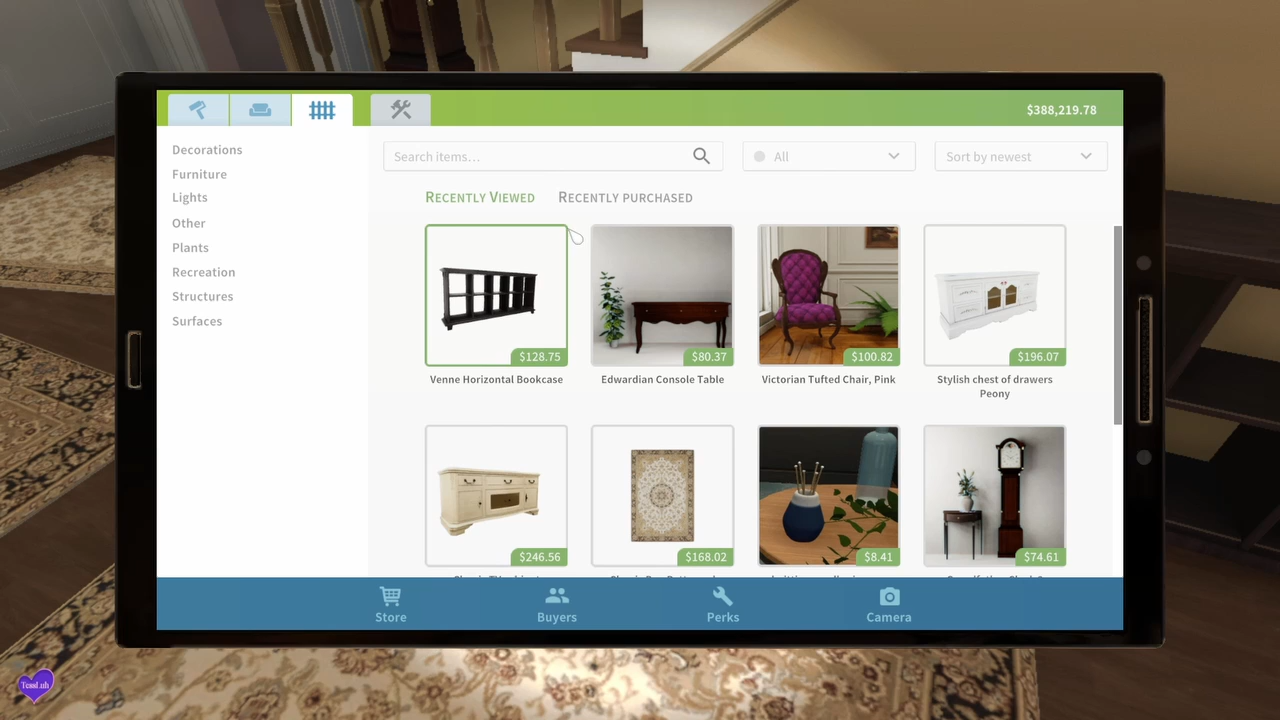 $388,219.78
Decorations
Furniture
Lights
Other
Plants
Recreation
Structures
Surfaces
Search items...
All
Sort by newest
RECENTLY VIEWED
RECENTLY PURCHASED
$128.75
$80.37
$100.82
$196.07
Venne Horizontal Bookcase
Edwardian Console Table
Victorian Tufted Chair, Pink
Stylish chest of drawers
Peony
$246.56
$168.02
$8.41
$74.61
Store
Buyers
Perks
Camera
TessLuh